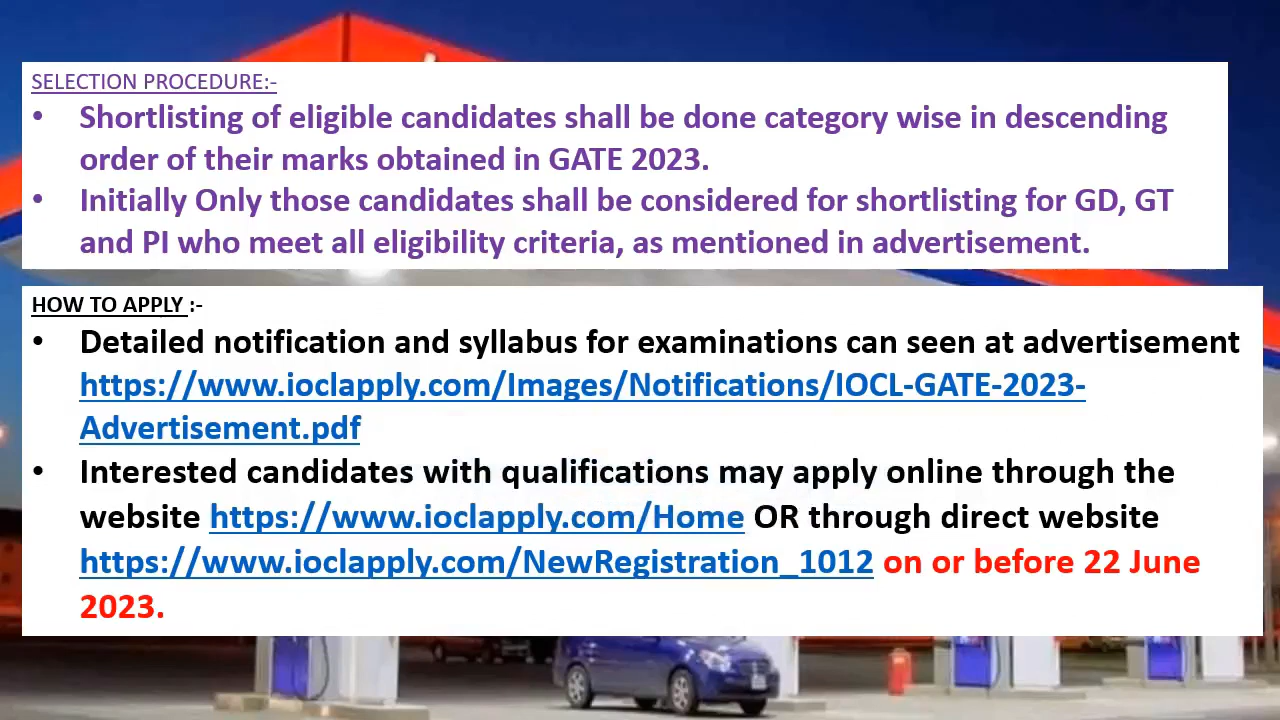 SELECTION PROCEDURE:-
• Shortlisting of eligible candidates shall be done category wise in descending
order of their marks obtained in GATE 2023.
• Initially Only those candidates shall be considered for shortlisting for GD, GT
and PI who meet all eligibility criteria, as mentioned in advertisement.
HOW TO APPLY :-
• Detailed notification and syllabus for examinations can seen at advertisement
https://www.ioclapply.com/Images/Notifications/IOCL-GATE-2023-
Advertisement.pdf
• Interested candidates with qualifications may apply online through the
website https://www.ioclapply.com/Home OR through direct website
https://www.ioclapply.com/NewRegistration_1012 on or before 22 June
2023.